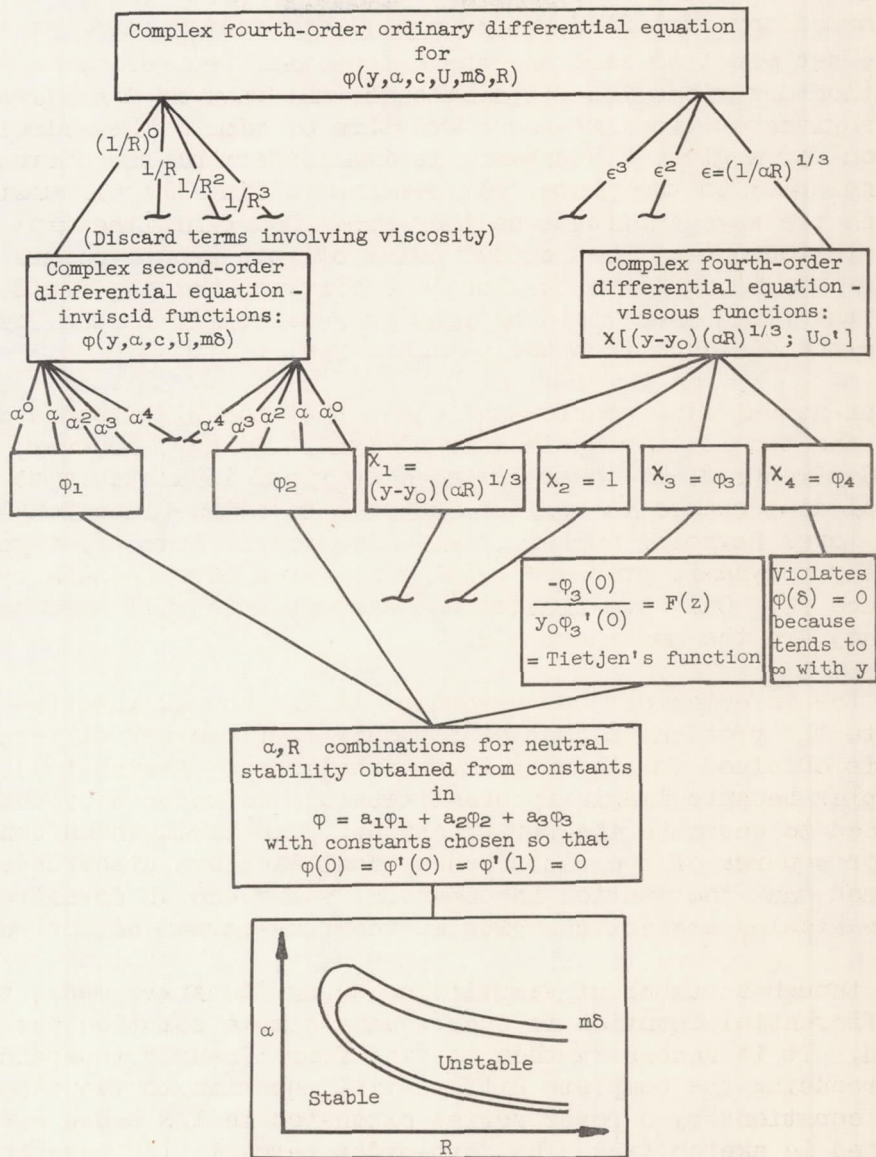 Complex fourth-order ordinary differential equation
for
φ(y,α,c,U,mδ,R)
(1/R)⁰
1/R
1/R²
1/R³
ϵ³
ϵ²
ϵ=(1/αR)^1/3
(Discard terms involving viscosity)
Complex second-order
differential equation -
inviscid functions:
φ(y,α,c,U,mδ)
Complex fourth-order
differential equation -
viscous functions:
χ[(y-y₀)(αR)^1/3; U₀']
α⁰
α
α²
α³
α⁴
α⁴
α³
α²
α
α⁰
φ₁
φ₂
χ₁ =
(y-y₀)(αR)^1/3
χ₂ = 1
χ₃ = φ₃
χ₄ = φ₄
-φ₃(0)
y₀φ₃'(0)
= F(z)
= Tietjen's function
Violates
φ(δ) = 0
because
tends to
∞ with y
α,R combinations for neutral
stability obtained from constants
in
φ = a₁φ₁ + a₂φ₂ + a₃φ₃
with constants chosen so that
φ(0) = φ'(0) = φ'(1) = 0
α
mδ
Unstable
Stable
R